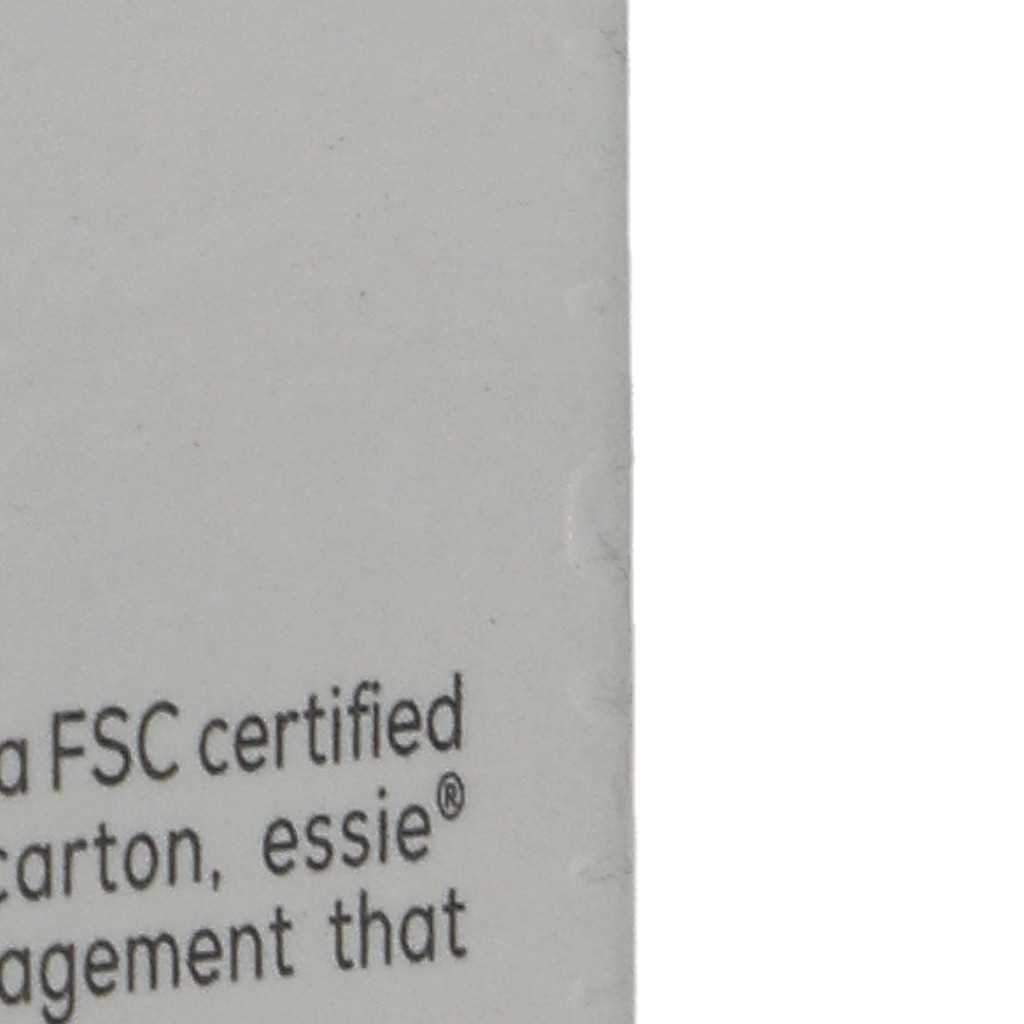 a FSC certified
carton, essie®
agement that